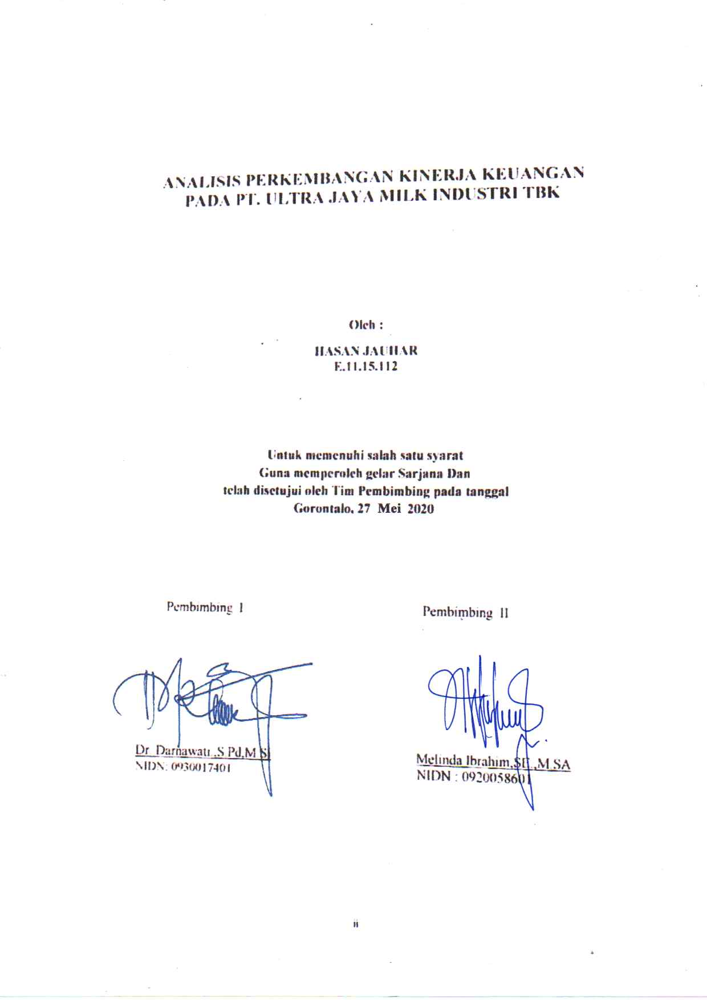 ANALISIS PERKEMBANGAN KINERJA KEUANGAN
PADA PT. ULTRA JAYA MILK INDUSTRI TBK
Oleh :
HASAN JAUHAR
E.11.15.112
Untuk memenuhi salah satu syarat
Guna memperoleh gelar Sarjana Dan
telah disetujui oleh Tim Pembimbing pada tanggal
Gorontalo, 27 Mei 2020
Pembimbing I
Pembimbing II
Dr. Darnawati.,S.Pd,M.Si
NIDN: 0930017401
Melinda Ibrahim,SE.,M.SA
NIDN : 0920058601
ii